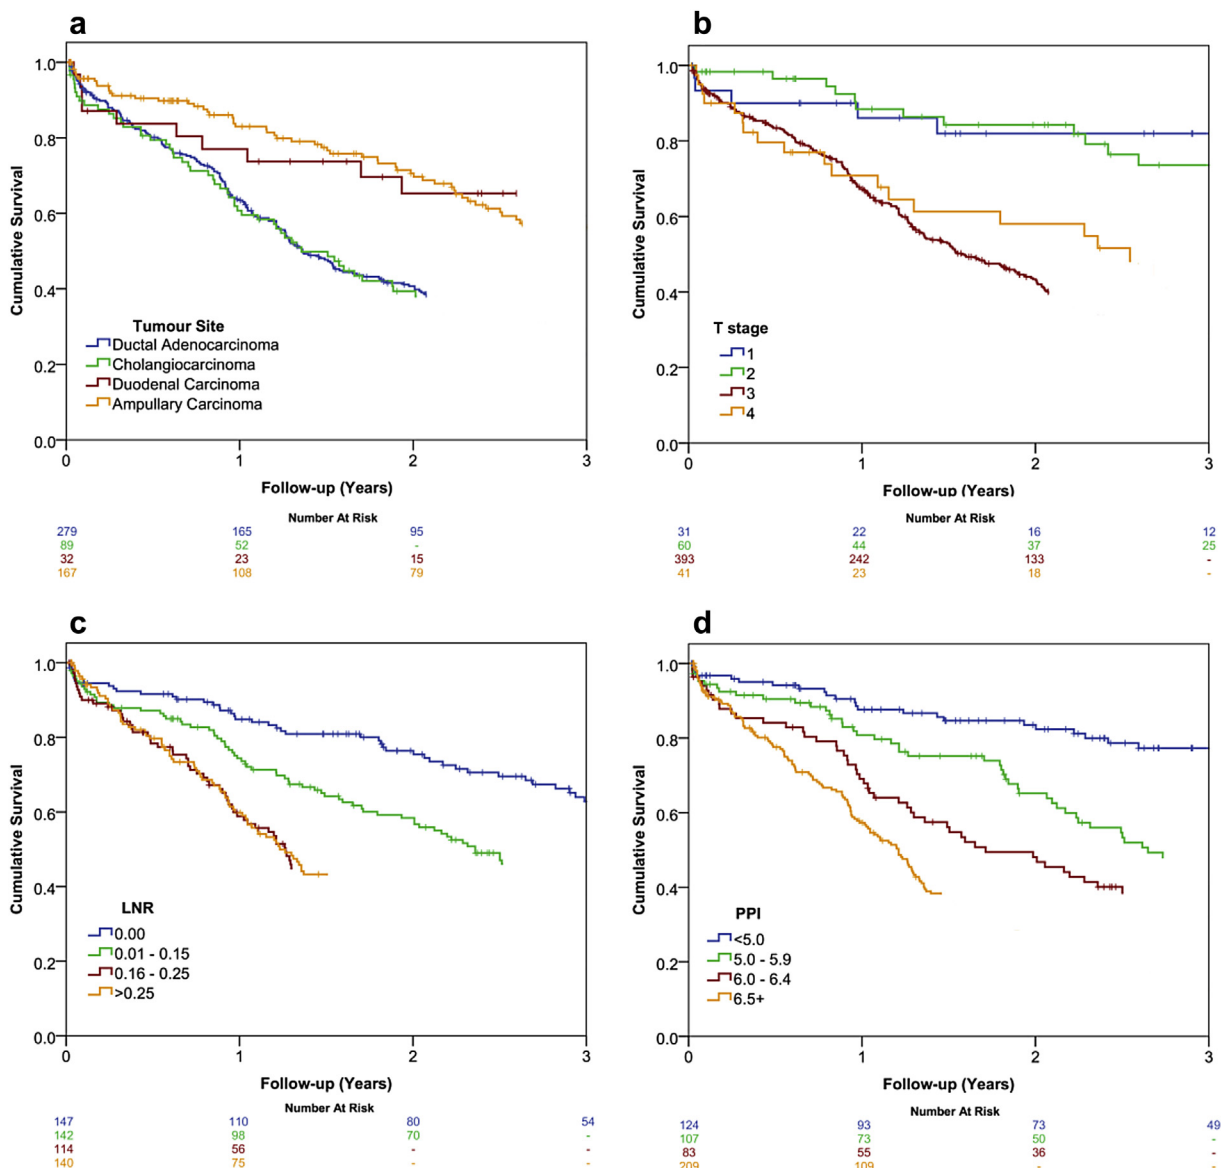 a
1.0
0.8
0.6
0.4
0.2
0.0
Cumulative Survival
Tumour Site
Ductal Adenocarcinoma
Cholangiocarcinoma
Duodenal Carcinoma
Ampullary Carcinoma
0 1 2 3
Follow-up (Years)
Number At Risk
279 165 95
89 52 -
32 23 15
167 108 79
b
1.0
0.8
0.6
0.4
0.2
0.0
Cumulative Survival
T stage
1
2
3
4
0 1 2 3
Follow-up (Years)
Number At Risk
31 22 16 12
60 44 37 25
393 242 133 -
41 23 18 -
c
1.0
0.8
0.6
0.4
0.2
0.0
Cumulative Survival
LNR
0.00
0.01 - 0.15
0.16 - 0.25
>0.25
0 1 2 3
Follow-up (Years)
Number At Risk
147 110 80 54
142 98 70 -
114 56 - -
140 75 - -
d
1.0
0.8
0.6
0.4
0.2
0.0
Cumulative Survival
PPI
<5.0
5.0 - 5.9
6.0 - 6.4
6.5+
0 1 2 3
Follow-up (Years)
Number At Risk
124 93 73 49
107 73 50 -
83 55 36 -
209 109 - -